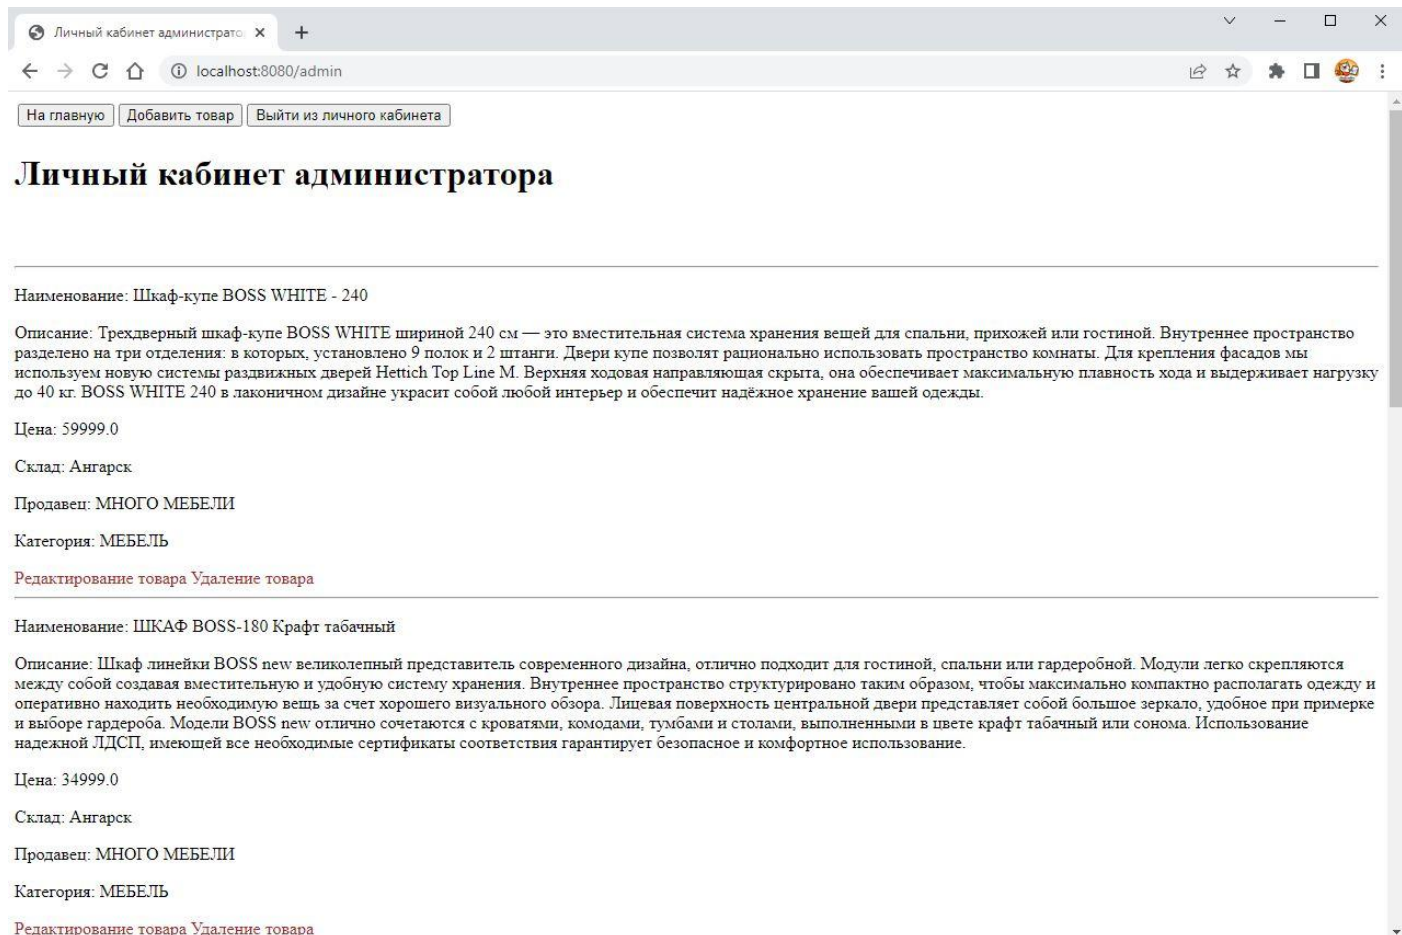 Личный кабинет администрато
localhost:8080/admin
На главную Добавить товар Выйти из личного кабинета
Личный кабинет администратора
Наименование: Шкаф-купе BOSS WHITE - 240
Описание: Трехдверный шкаф-купе BOSS WHITE шириной 240 см — это вместительная система хранения вещей для спальни, прихожей или гостиной. Внутреннее пространство
разделено на три отделения: в которых, установлено 9 полок и 2 штанги. Двери купе позволят рационально использовать пространство комнаты. Для крепления фасадов мы
используем новую системы раздвижных дверей Hettich Top Line M. Верхняя ходовая направляющая скрыта, она обеспечивает максимальную плавность хода и выдерживает нагрузку
до 40 кг. BOSS WHITE 240 в лаконичном дизайне украсит собой любой интерьер и обеспечит надёжное хранение вашей одежды.
Цена: 59999.0
Склад: Ангарск
Продавец: МНОГО МЕБЕЛИ
Категория: МЕБЕЛЬ
Редактирование товара Удаление товара
Наименование: ШКАФ BOSS-180 Крафт табачный
Описание: Шкаф линейки BOSS new великолепный представитель современного дизайна, отлично подходит для гостиной, спальни или гардеробной. Модули легко скрепляются
между собой создавая вместительную и удобную систему хранения. Внутреннее пространство структурировано таким образом, чтобы максимально компактно располагать одежду и
оперативно находить необходимую вещь за счет хорошего визуального обзора. Лицевая поверхность центральной двери представляет собой большое зеркало, удобное при примерке
и выборе гардероба. Модели BOSS new отлично сочетаются с кроватями, комодами, тумбами и столами, выполненными в цвете крафт табачный или сонома. Использование
надежной ЛДСП, имеющей все необходимые сертификаты соответствия гарантирует безопасное и комфортное использование.
Цена: 34999.0
Склад: Ангарск
Продавец: МНОГО МЕБЕЛИ
Категория: МЕБЕЛЬ
Редактирование товара Удаление товара